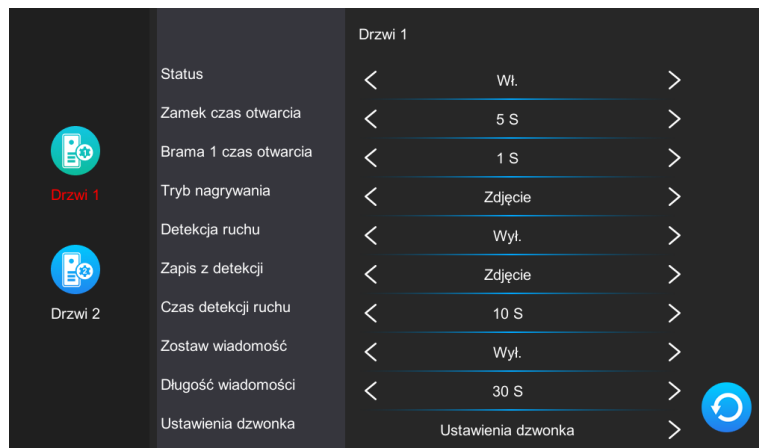 Drzwi 1
Status
Wł.
Zamek czas otwarcia
5 S
Brama 1 czas otwarcia
1 S
Tryb nagrywania
Zdjęcie
Detekcja ruchu
Wył.
Zapis z detekcji
Zdjęcie
Czas detekcji ruchu
10 S
Zostaw wiadomość
Wył.
Długość wiadomości
30 S
Ustawienia dzwonka
Ustawienia dzwonka
Drzwi 1
Drzwi 2